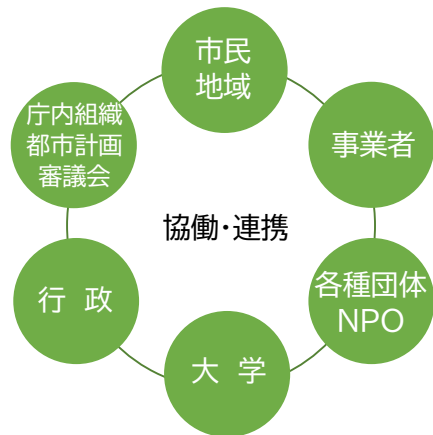 市民
地域
事業者
各種団体
NPO
大 学
行 政
庁内組織
都市計画
審議会
協働・連携